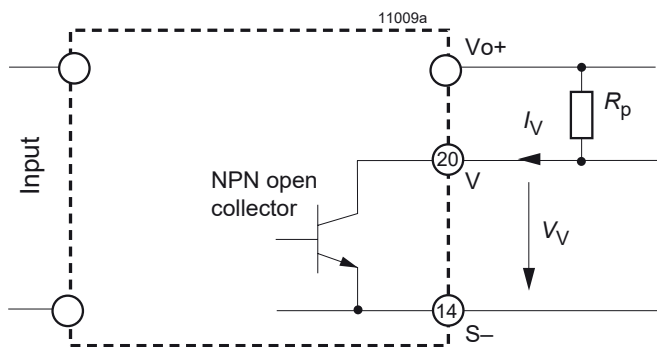 11009a
Vo+
Rp
IV
20
V
Input
NPN open
collector
VV
14
S–